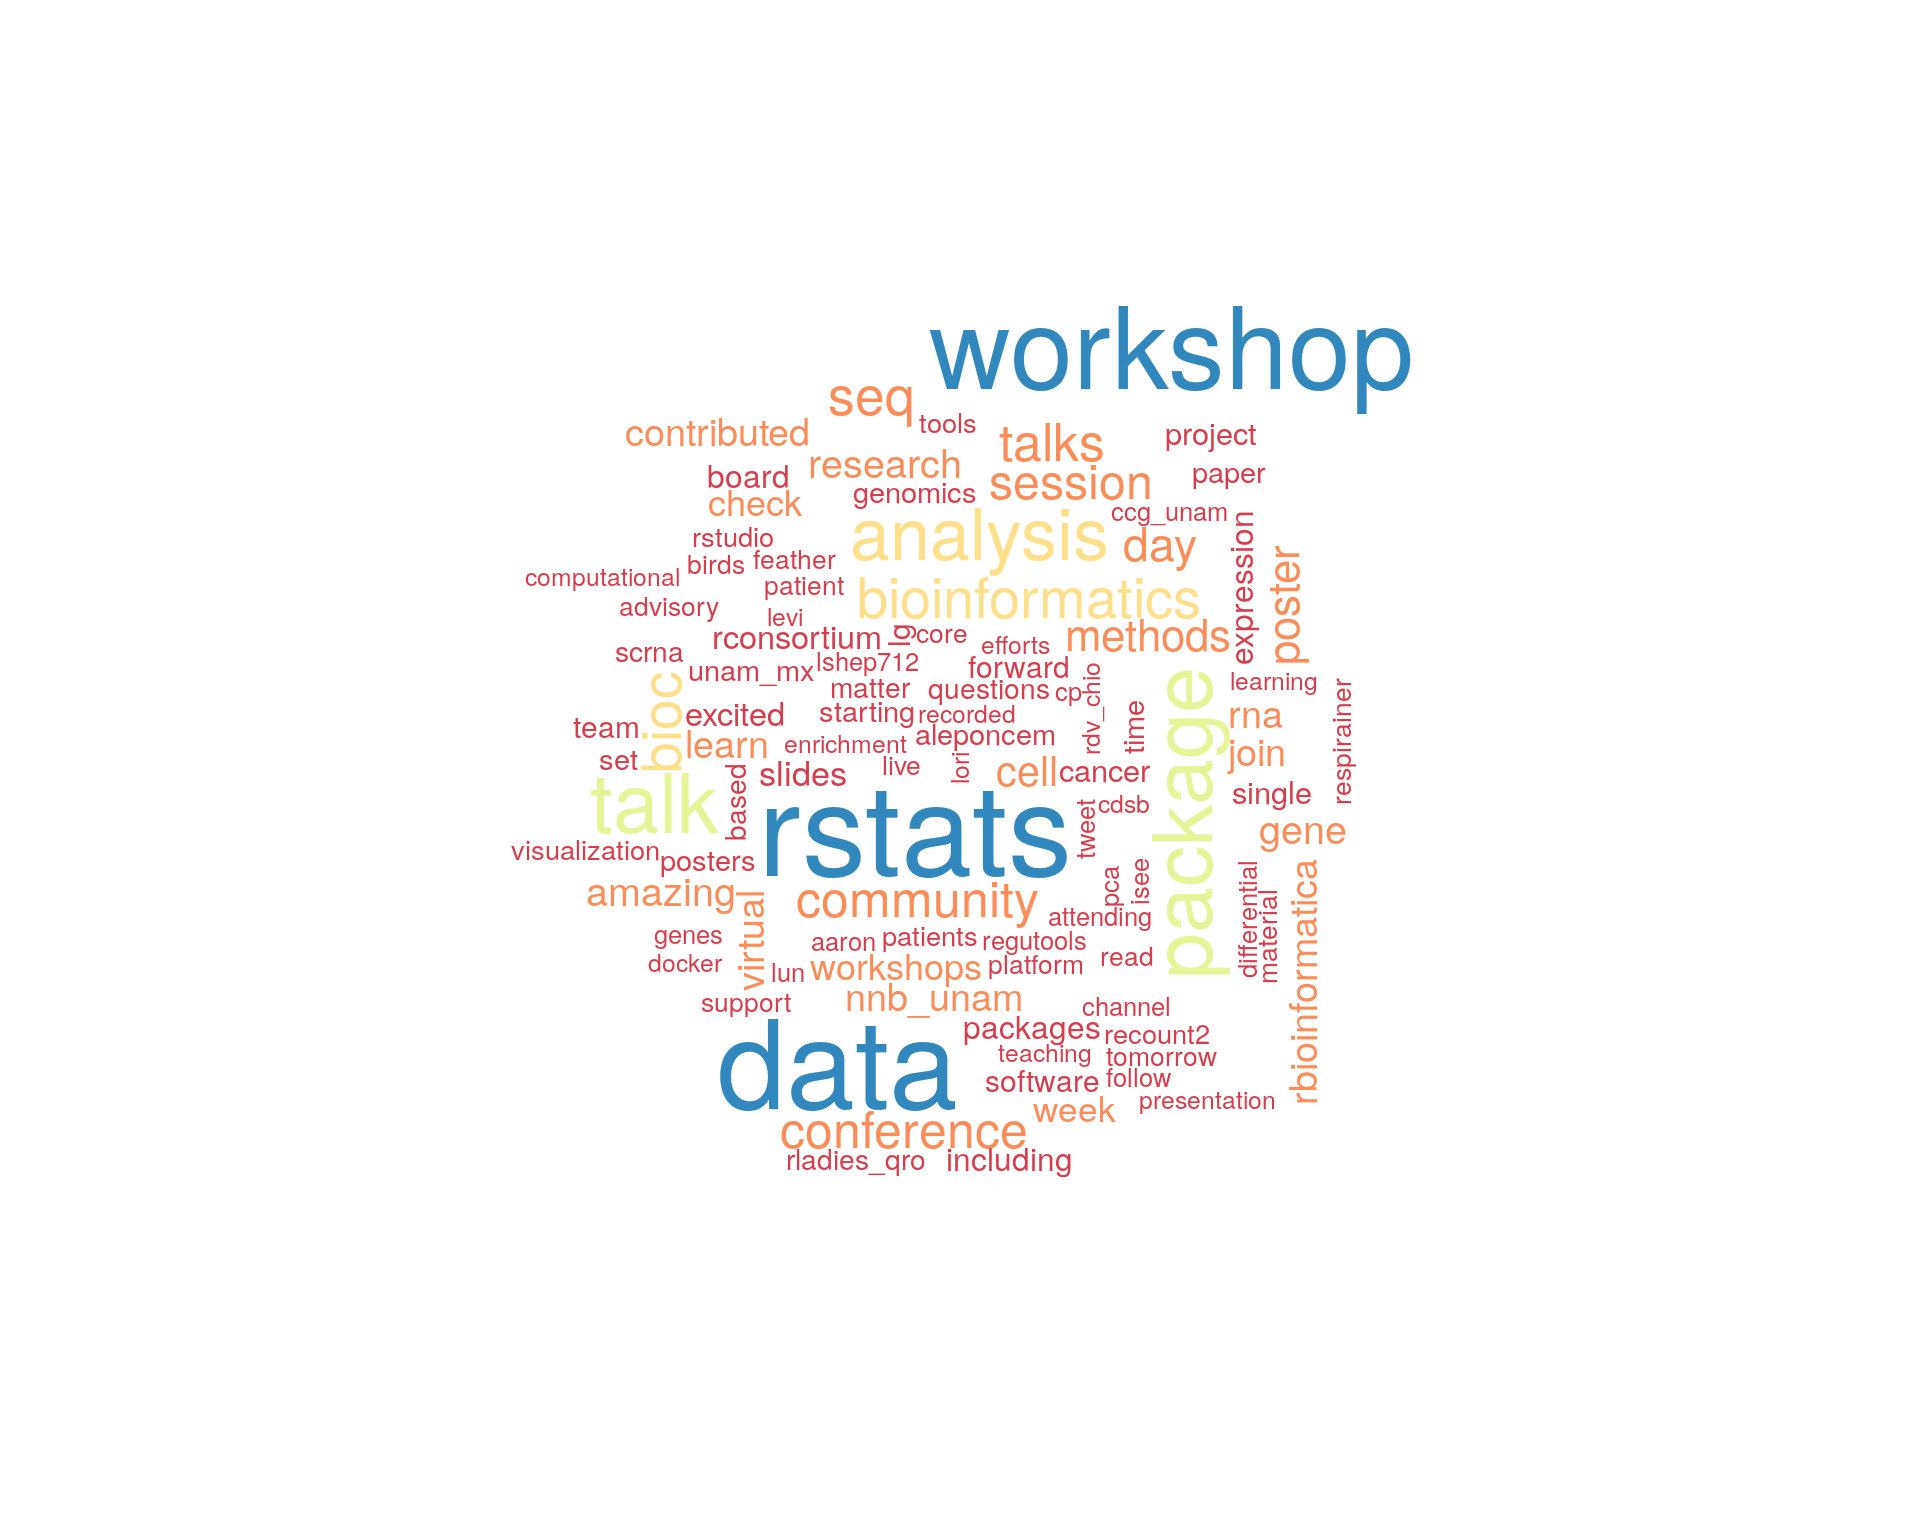 workshop
seq
tools
contributed
talks
project
research
board
session
paper
genomics
check
ccg_unam
analysis
day
rstudio
expression
poster
birds
feather
computational
patient
bioinformatics
advisory
levi
rconsortium
lg
core
efforts
methods
scrna
unam_mx
lshep712
forward
package
learning
bioc
matter
questions
cp
rdv_chio
excited
starting
recorded
time
rna
respirainer
team
learn
enrichment
aleponcem
join
set
slides
live
lori
cell
cancer
single
talk
based
rstats
tweet
cdsb
gene
visualization
posters
amazing
community
pca
isee
differential
material
rbioinformatica
virtual
attending
genes
aaron
patients
regutools
docker
lun
workshops
platform
read
support
nnb_unam
channel
data
packages
recount2
teaching
tomorrow
software
follow
week
presentation
conference
rladies_qro
including